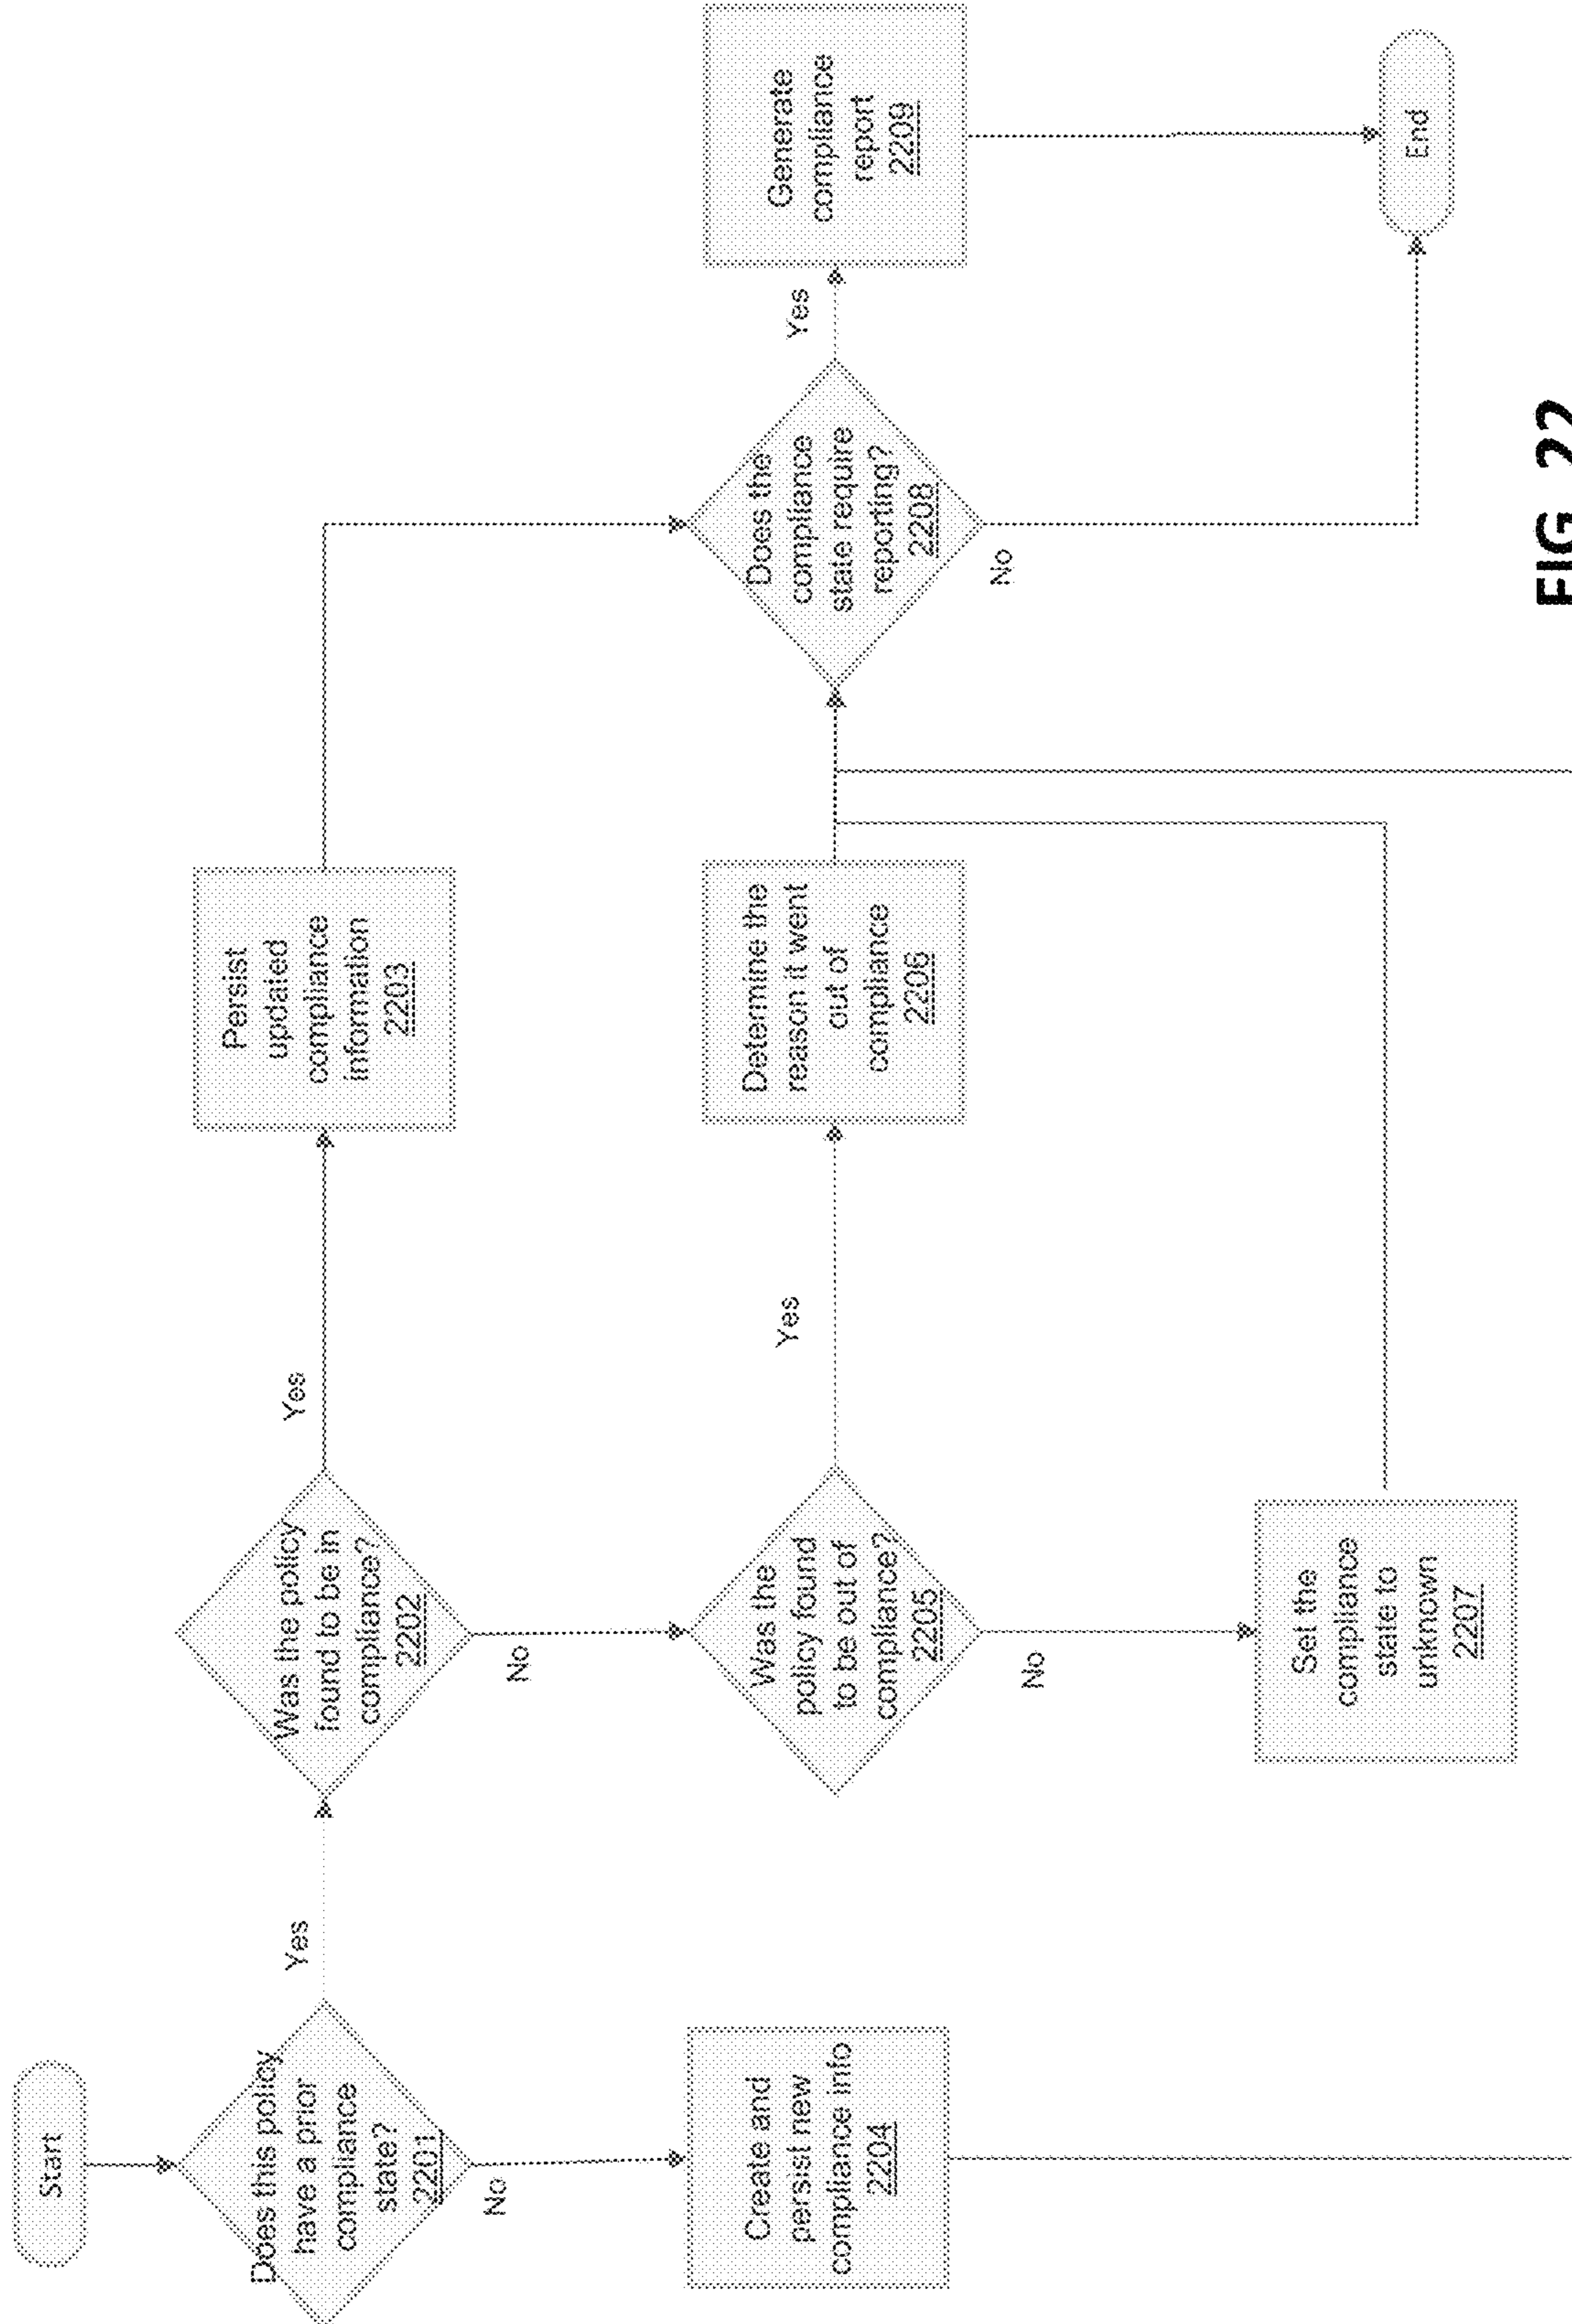 Start
Does this policy
have a prior
compliance
state?
2201
No
Yes
Create and
persist new
compliance info
2204
Was the policy
found to be in
compliance?
2202
Yes
No
Persist
updated
compliance
information
2203
Was the
policy found
to be out of
compliance?
2205
Yes
No
Determine the
reason it went
out of
compliance
2206
Set the
compliance
state to
unknown
2207
Does the
compliance
state require
reporting?
2208
Yes
No
Generate
compliance
report
2209
End
FIG. 22